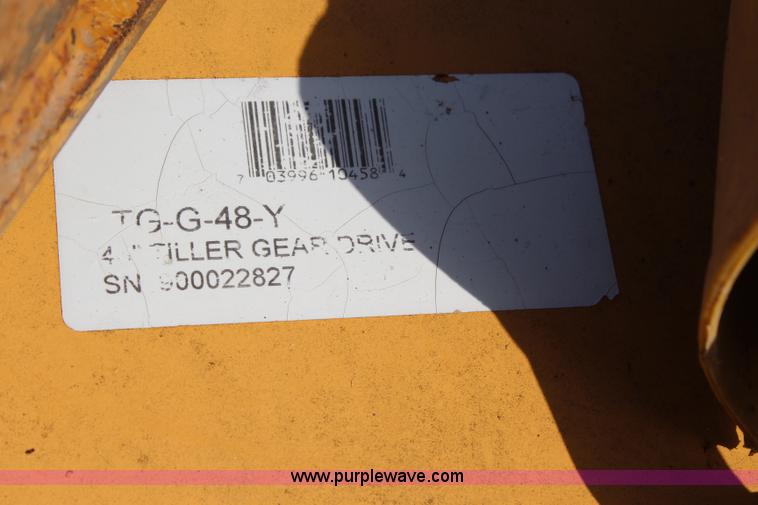 7 03996 10458 4
TG-G-48-Y
TILLER GEAR DRIVE
SN
www.purplewave.com